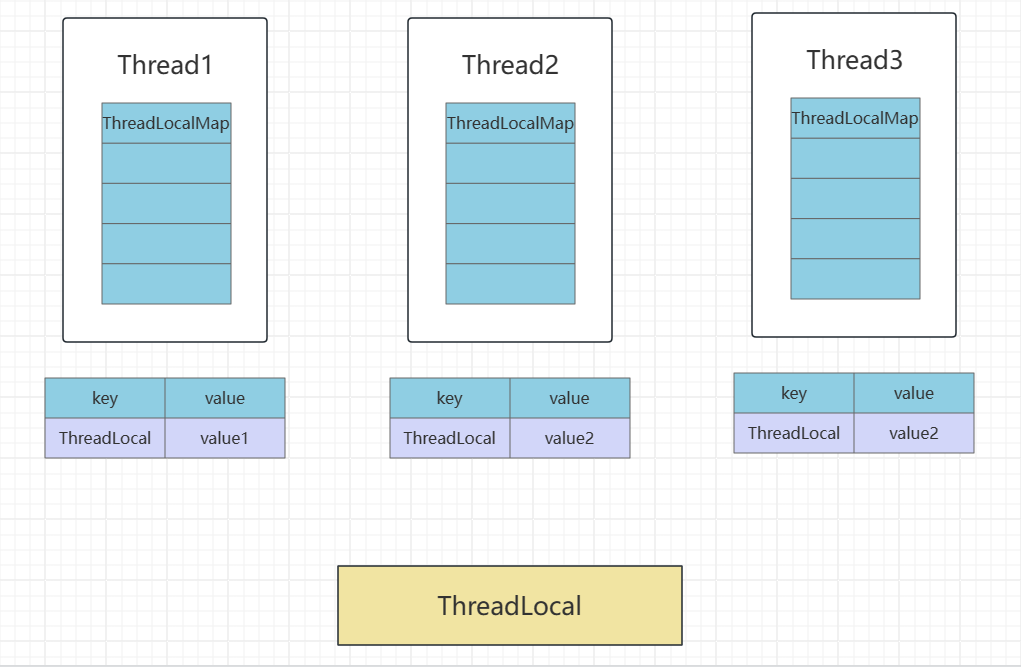 Thread1
Thread2
Thread3
ThreadLocalMap
ThreadLocalMap
ThreadLocalMap
key value
key value
key value
ThreadLocal value1
ThreadLocal value2
ThreadLocal value2
ThreadLocal